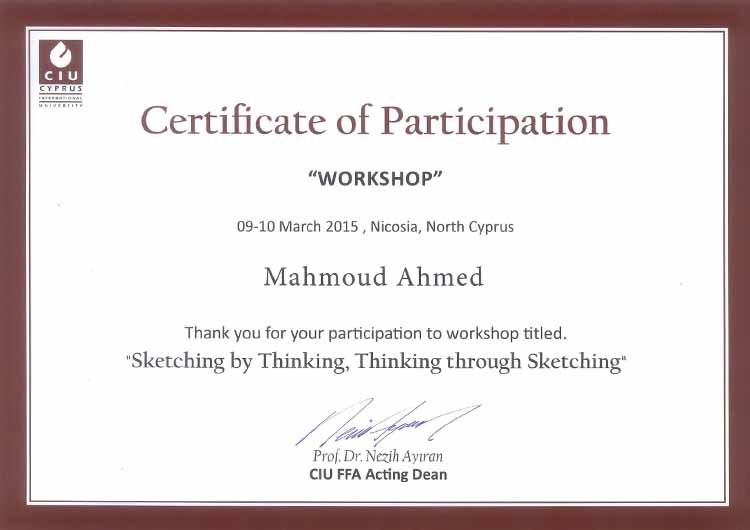 CIU
CYPRUS
INTERNATIONAL
UNIVERSITY
Certificate of Participation
“WORKSHOP”
09-10 March 2015 , Nicosia, North Cyprus
Mahmoud Ahmed
Thank you for your participation to workshop titled.
"Sketching by Thinking, Thinking through Sketching"
Prof. Dr. Nezih Ayıran
CIU FFA Acting Dean